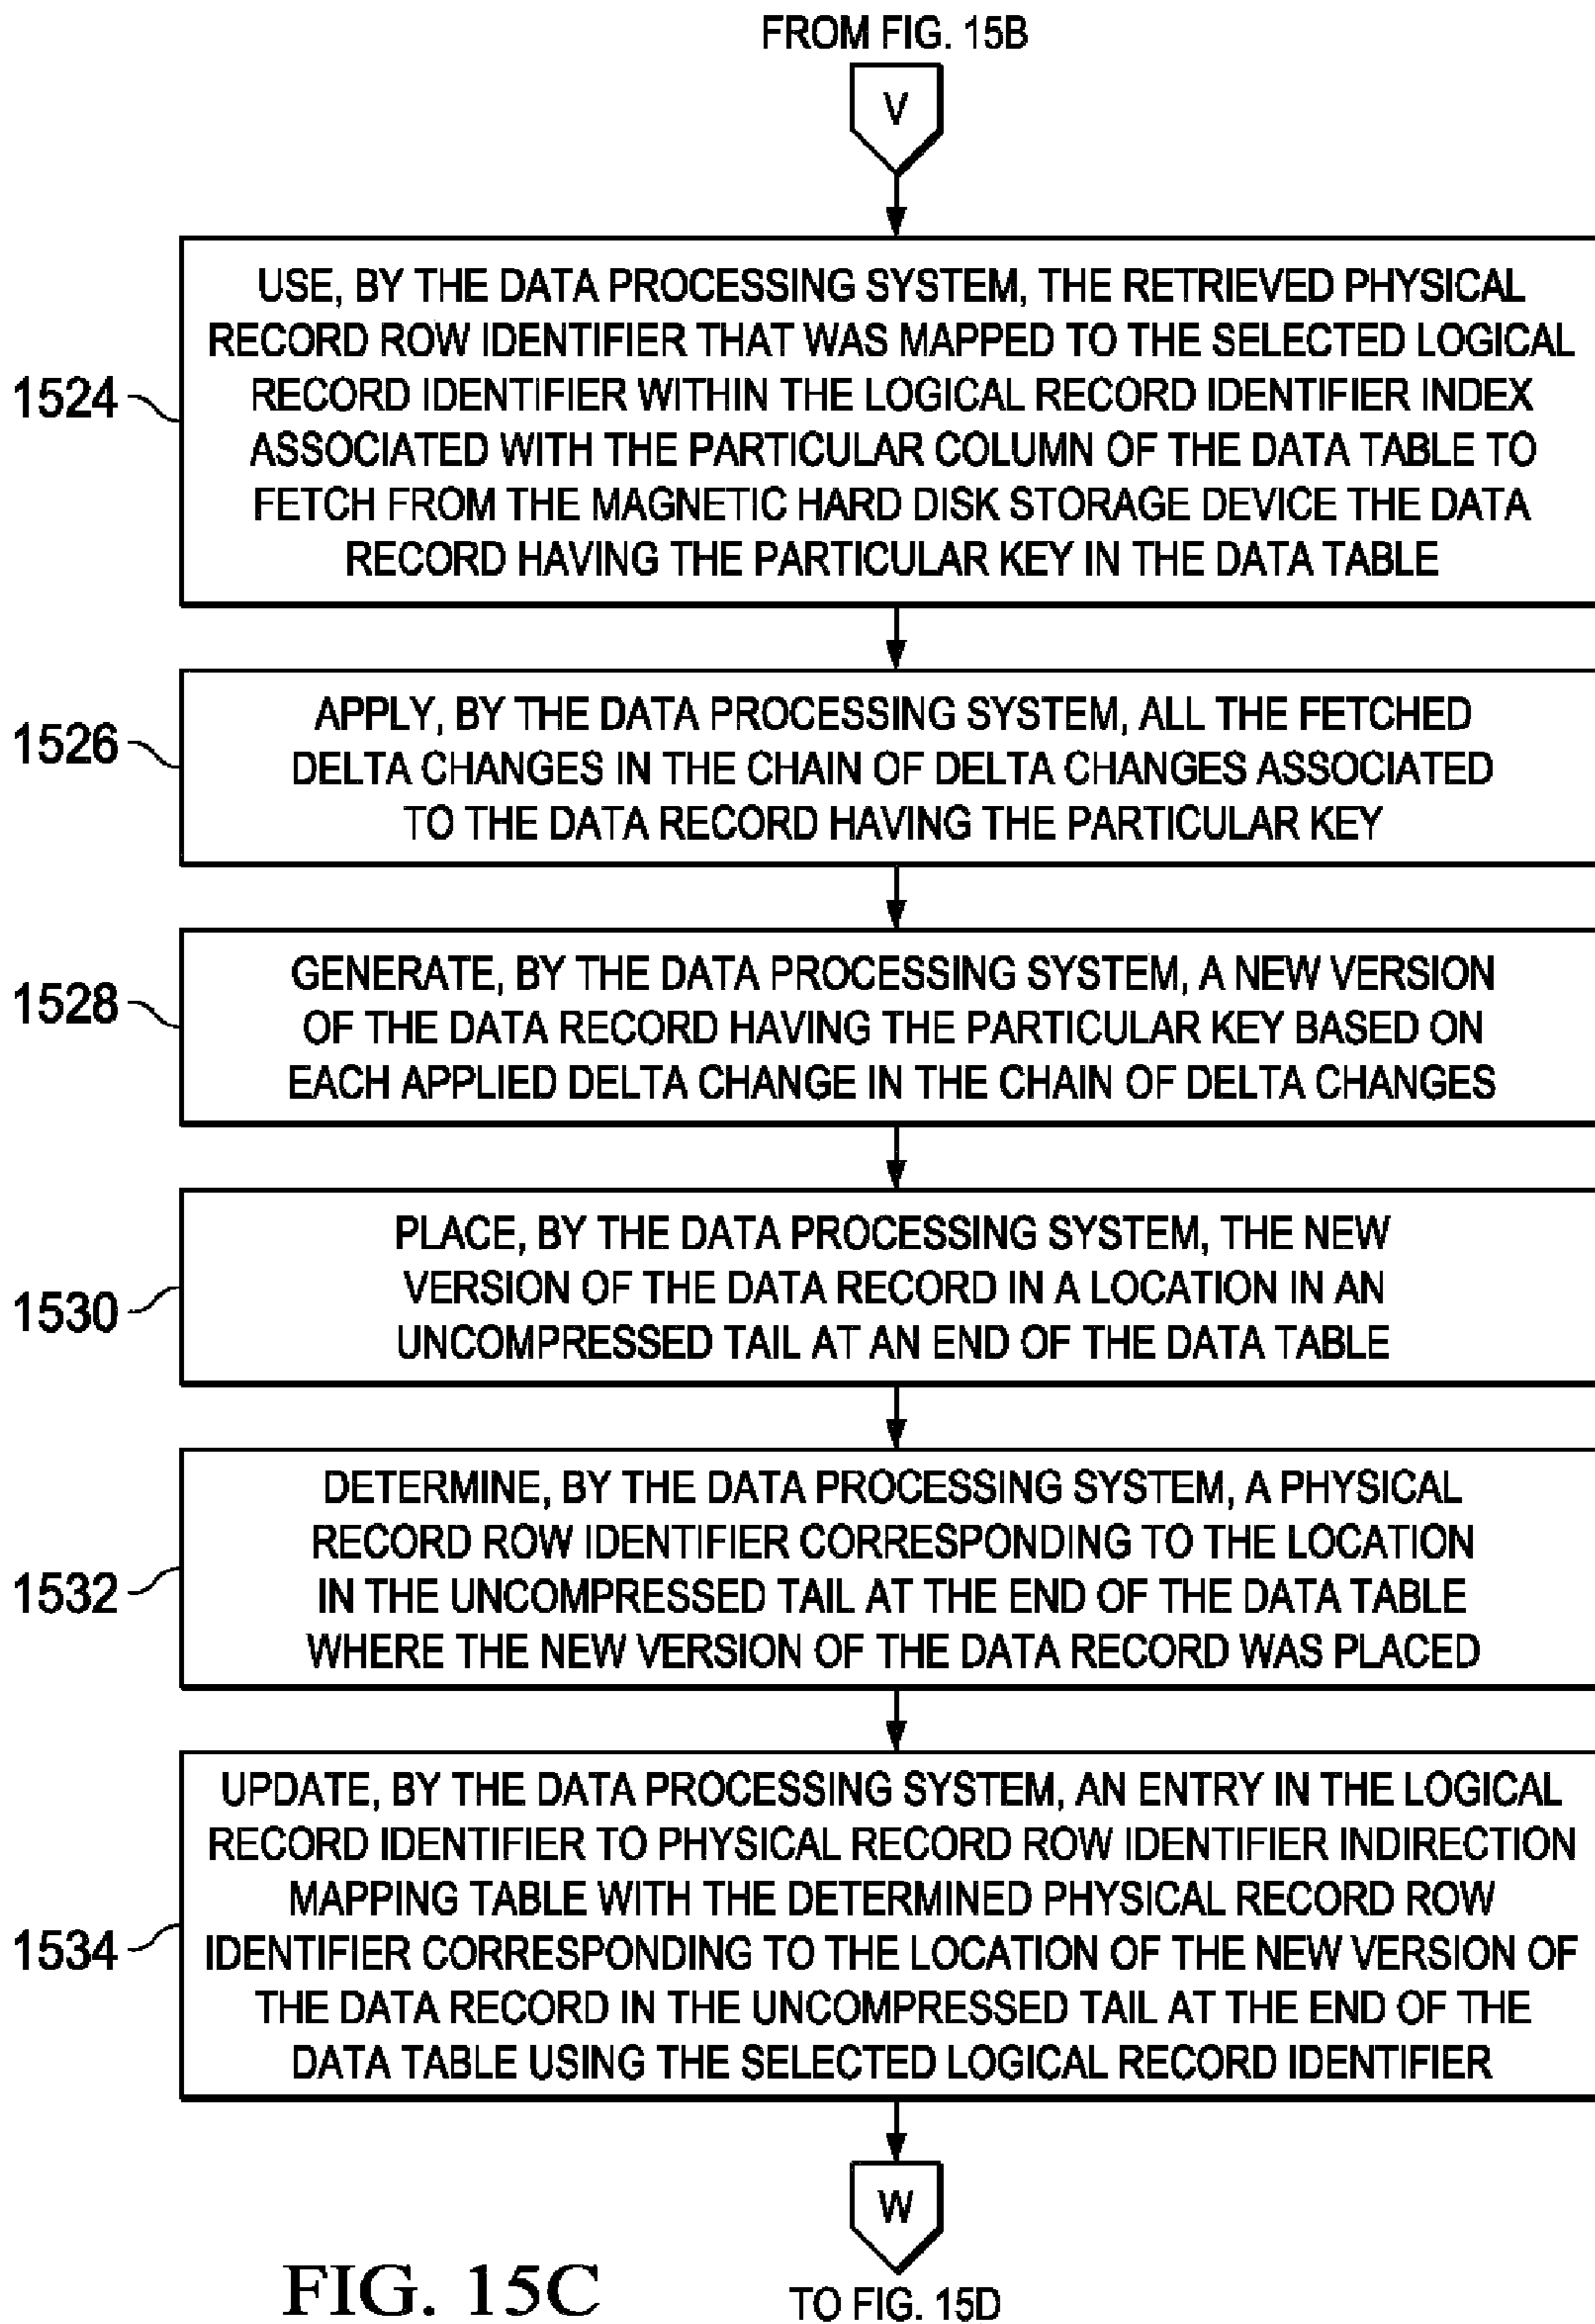 FROM FIG. 15B
V
1524
USE, BY THE DATA PROCESSING SYSTEM, THE RETRIEVED PHYSICAL
RECORD ROW IDENTIFIER THAT WAS MAPPED TO THE SELECTED LOGICAL
RECORD IDENTIFIER WITHIN THE LOGICAL RECORD IDENTIFIER INDEX
ASSOCIATED WITH THE PARTICULAR COLUMN OF THE DATA TABLE TO
FETCH FROM THE MAGNETIC HARD DISK STORAGE DEVICE THE DATA
RECORD HAVING THE PARTICULAR KEY IN THE DATA TABLE
1526
APPLY, BY THE DATA PROCESSING SYSTEM, ALL THE FETCHED
DELTA CHANGES IN THE CHAIN OF DELTA CHANGES ASSOCIATED
TO THE DATA RECORD HAVING THE PARTICULAR KEY
1528
GENERATE, BY THE DATA PROCESSING SYSTEM, A NEW VERSION
OF THE DATA RECORD HAVING THE PARTICULAR KEY BASED ON
EACH APPLIED DELTA CHANGE IN THE CHAIN OF DELTA CHANGES
1530
PLACE, BY THE DATA PROCESSING SYSTEM, THE NEW
VERSION OF THE DATA RECORD IN A LOCATION IN AN
UNCOMPRESSED TAIL AT AN END OF THE DATA TABLE
1532
DETERMINE, BY THE DATA PROCESSING SYSTEM, A PHYSICAL
RECORD ROW IDENTIFIER CORRESPONDING TO THE LOCATION
IN THE UNCOMPRESSED TAIL AT THE END OF THE DATA TABLE
WHERE THE NEW VERSION OF THE DATA RECORD WAS PLACED
1534
UPDATE, BY THE DATA PROCESSING SYSTEM, AN ENTRY IN THE LOGICAL
RECORD IDENTIFIER TO PHYSICAL RECORD ROW IDENTIFIER INDIRECTION
MAPPING TABLE WITH THE DETERMINED PHYSICAL RECORD ROW
IDENTIFIER CORRESPONDING TO THE LOCATION OF THE NEW VERSION OF
THE DATA RECORD IN THE UNCOMPRESSED TAIL AT THE END OF THE
DATA TABLE USING THE SELECTED LOGICAL RECORD IDENTIFIER
W
TO FIG. 15D
FIG. 15C